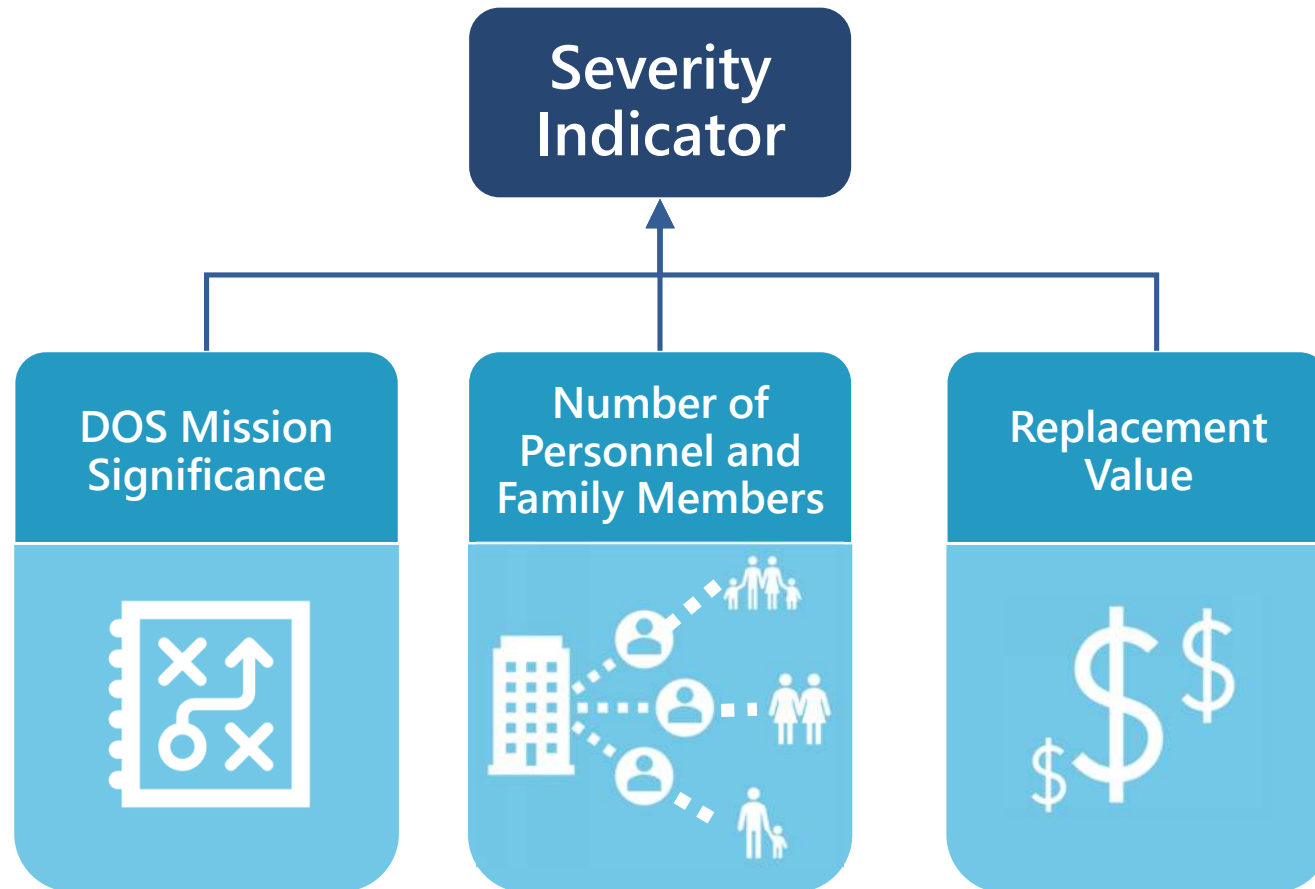 Severity
Indicator
DOS Mission
Significance
Number of
Personnel and
Family Members
Replacement
Value